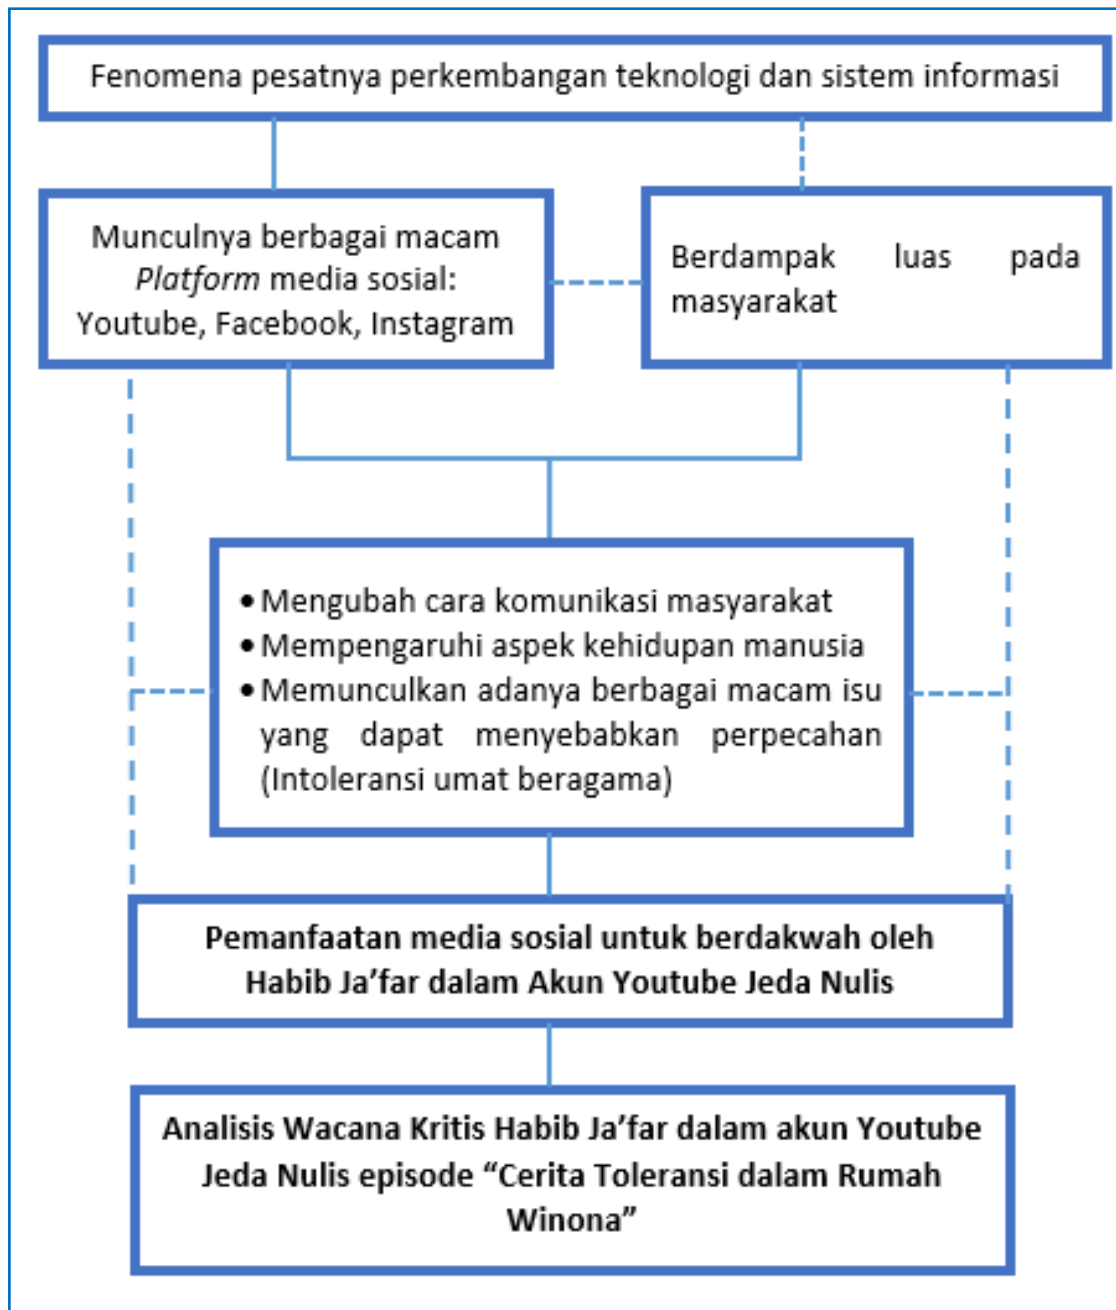 Fenomena pesatnya perkembangan teknologi dan sistem informasi
Munculnya berbagai macam
Platform media sosial:
Youtube, Facebook, Instagram
Berdampak luas pada
masyarakat
• Mengubah cara komunikasi masyarakat
• Mempengaruhi aspek kehidupan manusia
• Memunculkan adanya berbagai macam isu
yang dapat menyebabkan perpecahan
(Intoleransi umat beragama)
Pemanfaatan media sosial untuk berdakwah oleh
Habib Ja’far dalam Akun Youtube Jeda Nulis
Analisis Wacana Kritis Habib Ja’far dalam akun Youtube
Jeda Nulis episode “Cerita Toleransi dalam Rumah
Winona”